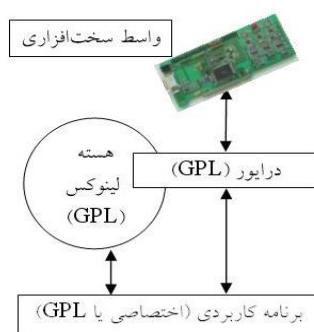 واسط سخت‌افزاری
هسته
لینوکس
(GPL)
درایور (GPL)
برنامه کاربردی (اختصاصی یا GPL)